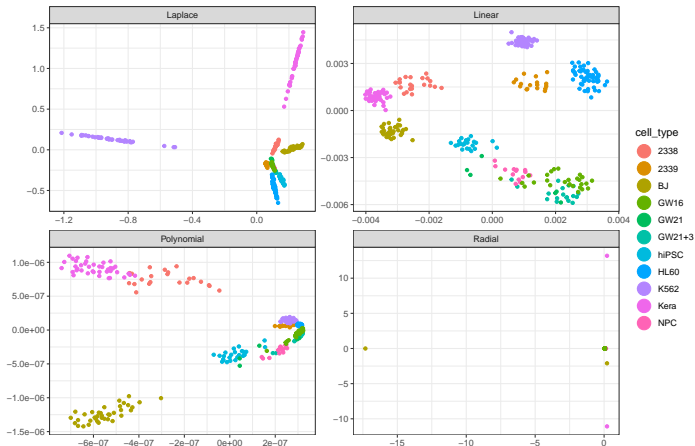 Laplace
1.5
1.0
0.5
0.0
−0.5
−1.2
−0.8
−0.4
0.0
Linear
0.003
0.000
−0.003
−0.006
−0.004
−0.002
0.000
0.002
0.004
Polynomial
1.0e−06
5.0e−07
0.0e+00
−5.0e−07
−1.0e−06
−1.5e−06
−6e−07
−4e−07
−2e−07
0e+00
2e−07
Radial
10
5
0
−5
−10
−15
−10
−5
0
cell_type
2338
2339
BJ
GW16
GW21
GW21+3
hiPSC
HL60
K562
Kera
NPC